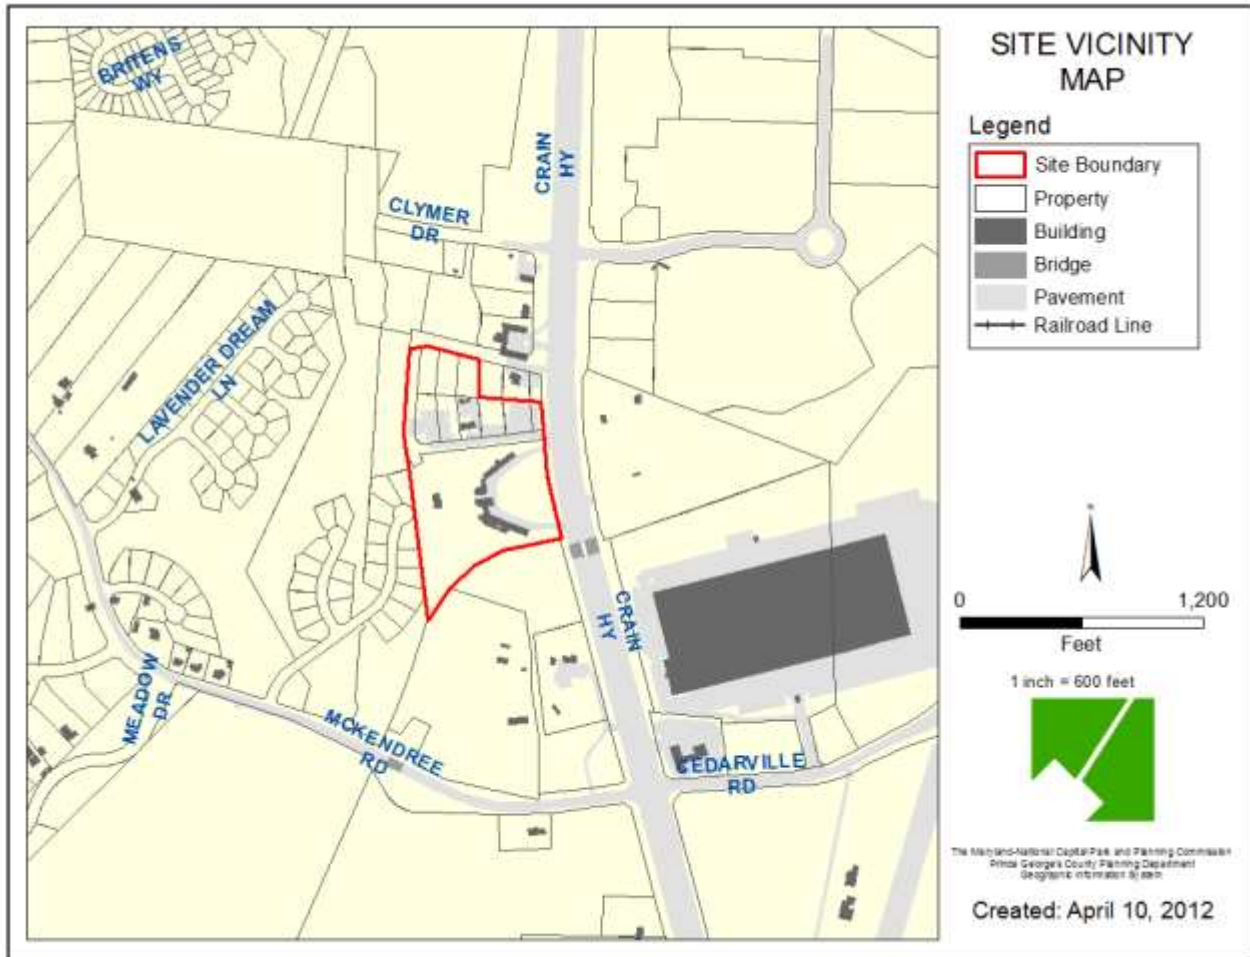 SITE VICINITY
MAP
Legend
Site Boundary
Property
Building
Bridge
Pavement
Railroad Line
0 1,200
Feet
1 inch = 600 feet
The Maryland-National Capital Park and Planning Commission
Prince George's County Planning Department
Geographic Information System
Created: April 10, 2012
BRITENS
WY
CRAIN
HY
CLYMER
DR
LAVENDER DREAM
LN
CRAIN
HY
MEADOW
DR
MCKENDREE
RD
CEDARVILLE
RD